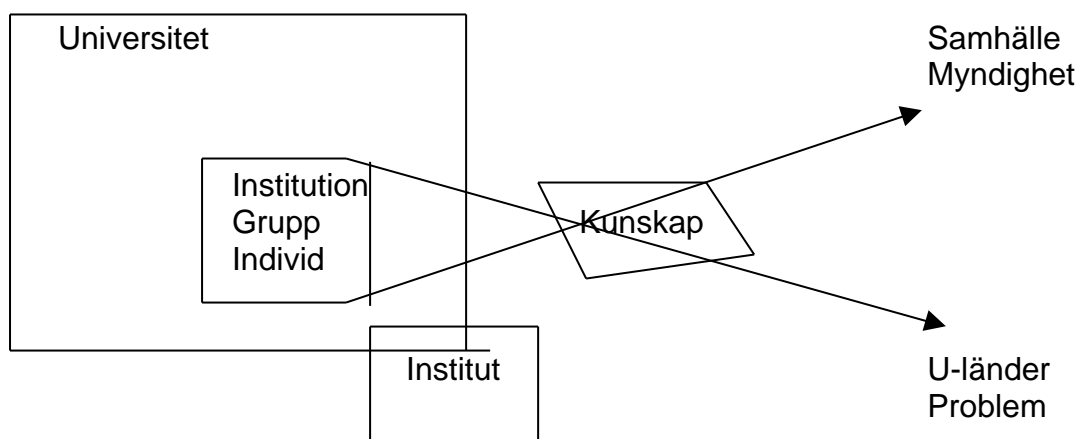 Universitet
Samhälle
Myndighet
Institution
Grupp
Individ
Kunskap
Institut
U-länder
Problem